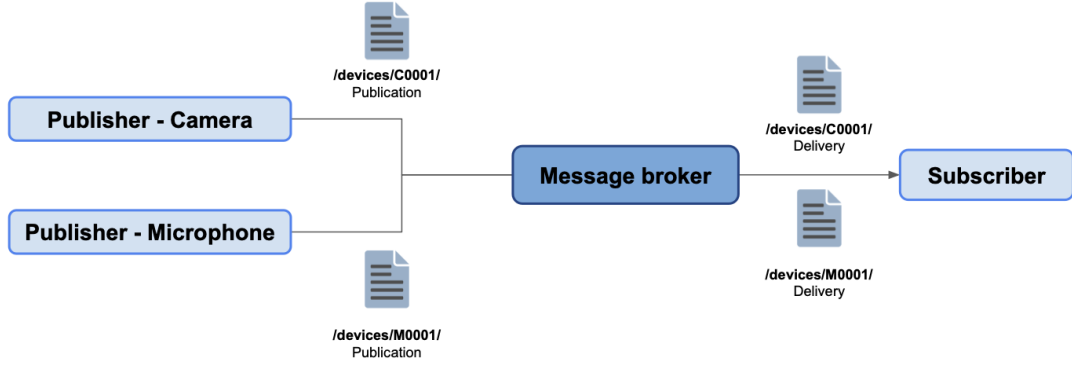 /devices/C0001/
Publication
Publisher - Camera
Publisher - Microphone
/devices/M0001/
Publication
Message broker
/devices/C0001/
Delivery
/devices/M0001/
Delivery
Subscriber